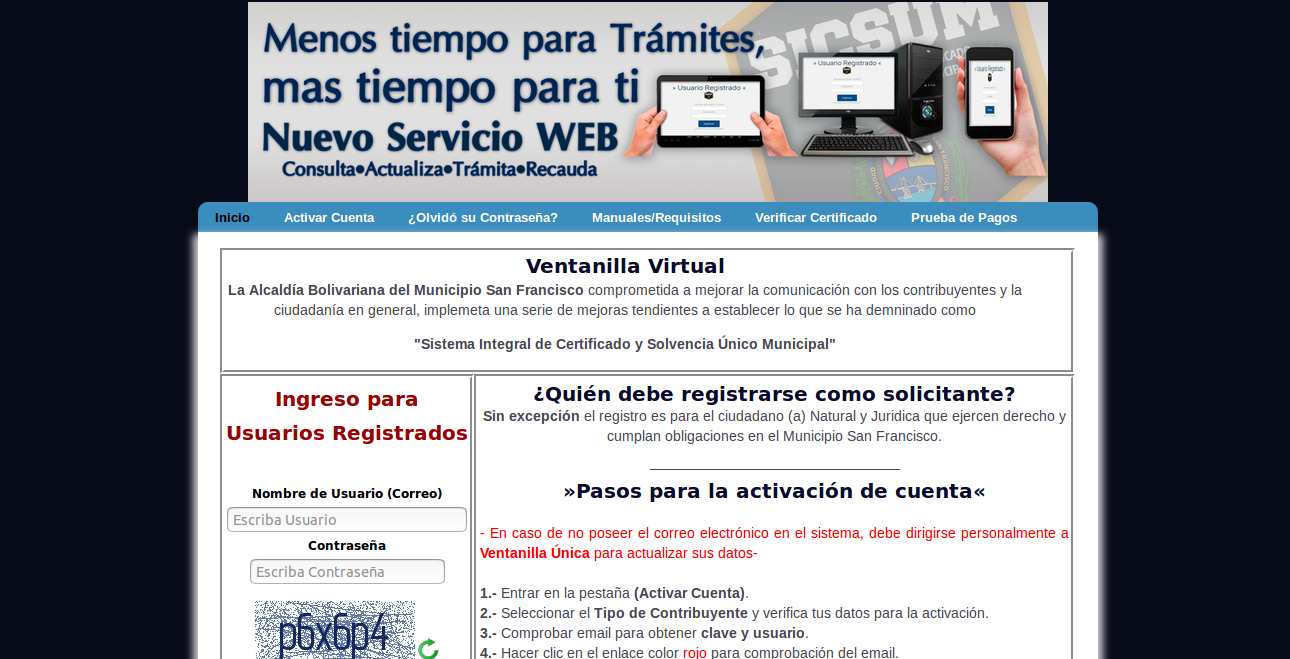 Menos tiempo para Trámites,
mas tiempo para ti
Nuevo Servicio WEB
Consulta•Actualiza•Trámita•Recauda
SICSUM
» Usuario Registrado «
» Usuario Registrado «
» Usuario Registrado «
Inicio Activar Cuenta ¿Olvidó su Contraseña? Manuales/Requisitos Verificar Certificado Prueba de Pagos
Ventanilla Virtual
La Alcaldía Bolivariana del Municipio San Francisco comprometida a mejorar la comunicación con los contribuyentes y la
ciudadanía en general, implemeta una serie de mejoras tendientes a establecer lo que se ha demninado como
"Sistema Integral de Certificado y Solvencia Único Municipal"
Ingreso para
Usuarios Registrados
Nombre de Usuario (Correo)
Escriba Usuario
Contraseña
Escriba Contraseña
p6x6p4
¿Quién debe registrarse como solicitante?
Sin excepción el registro es para el ciudadano (a) Natural y Juridica que ejercen derecho y
cumplan obligaciones en el Municipio San Francisco.
»Pasos para la activación de cuenta«
- En caso de no poseer el correo electrónico en el sistema, debe dirigirse personalmente a
Ventanilla Única para actualizar sus datos-
1.- Entrar en la pestaña (Activar Cuenta).
2.- Seleccionar el Tipo de Contribuyente y verifica tus datos para la activación.
3.- Comprobar email para obtener clave y usuario.
4.- Hacer clic en el enlace color rojo para comprobación del email.